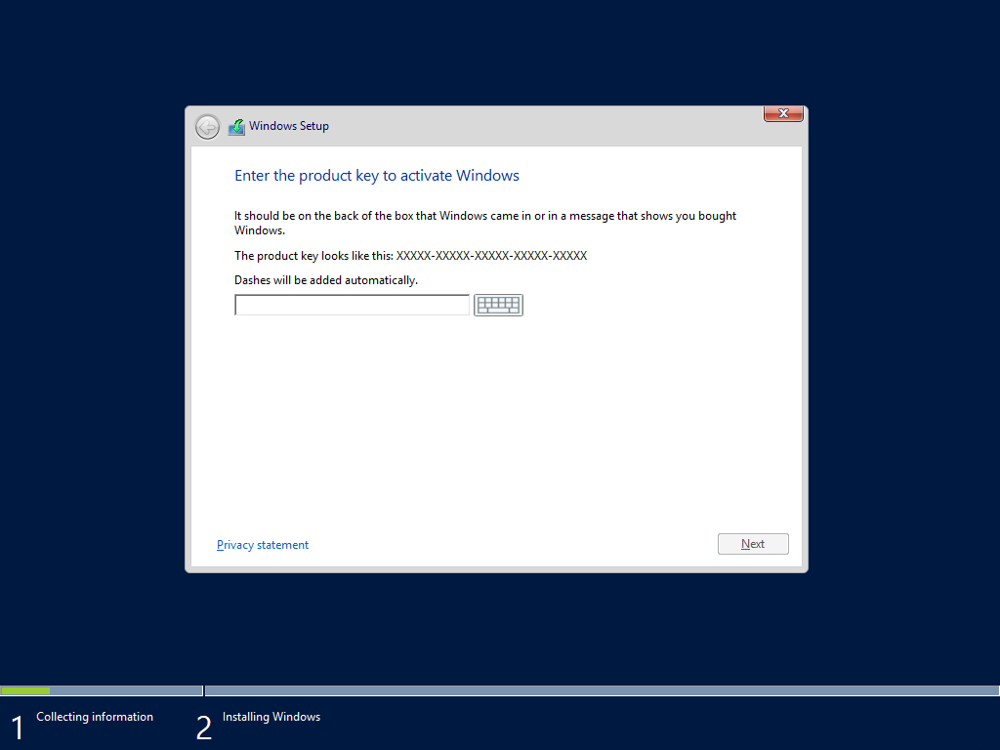 Windows Setup
Enter the product key to activate Windows
It should be on the back of the box that Windows came in or in a message that shows you bought
Windows.
The product key looks like this: XXXXX-XXXXX-XXXXX-XXXXX-XXXXX
Dashes will be added automatically.
Privacy statement
Next
1 Collecting information
2 Installing Windows